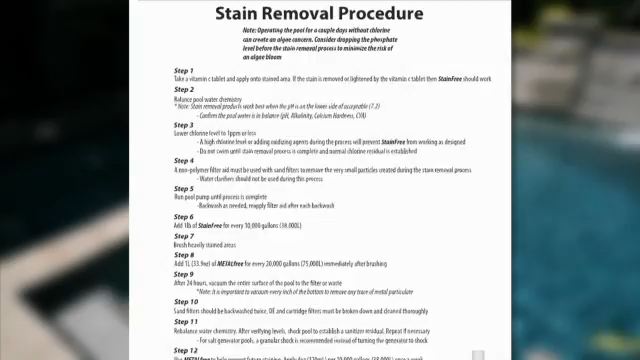 Stain Removal Procedure
Note: Operating the pool for a couple days without chlorine
can create an algae concern. Consider dropping the phosphate
level before the stain removal process to minimize the risk of
an algae bloom
Step 1
Take a vitamin c tablet and apply onto stained area. If the stain is removed or lightened by the vitamin c tablet then StainFree should work
Step 2
Balance pool water chemistry
* Note: Stain removal products work best when the pH is on the lower side of acceptable (7.2)
- Confirm the pool water is in balance (pH, Alkalinity, Calcium Hardness, CYA)
Step 3
Lower chlorine level to 1ppm or less
- A high chlorine level or adding oxidizing agents during the process will prevent StainFree from working as designed
- Do not swim until stain removal process is complete and normal chlorine residual is established
Step 4
A non-polymer filter aid must be used with sand filters to remove the very small particles created during the stain removal process
- Water clarifiers should not be used during this process
Step 5
Run pool pump until process is complete
- Backwash as needed, reapply filter aid after each backwash
Step 6
Add 1lb of StainFree for every 10,000 gallons (38,000L)
Step 7
Brush heavily stained areas
Step 8
Add 1L (33.9oz) of METALfree for every 20,000 gallons (75,000L) immediately after brushing
Step 9
After 24 hours, vacuum the entire surface of the pool to the filter or waste
*Note: It is important to vacuum every inch of the bottom to remove any trace of metal particulate
Step 10
Sand filters should be backwashed twice, DE and cartridge filters must be broken down and cleaned thoroughly
Step 11
Rebalance water chemistry. After verifying levels, shock pool to establish a sanitizer residual. Repeat if necessary
- For salt generator pools, a granular shock is recommended instead of turning the generator to shock
Step 12